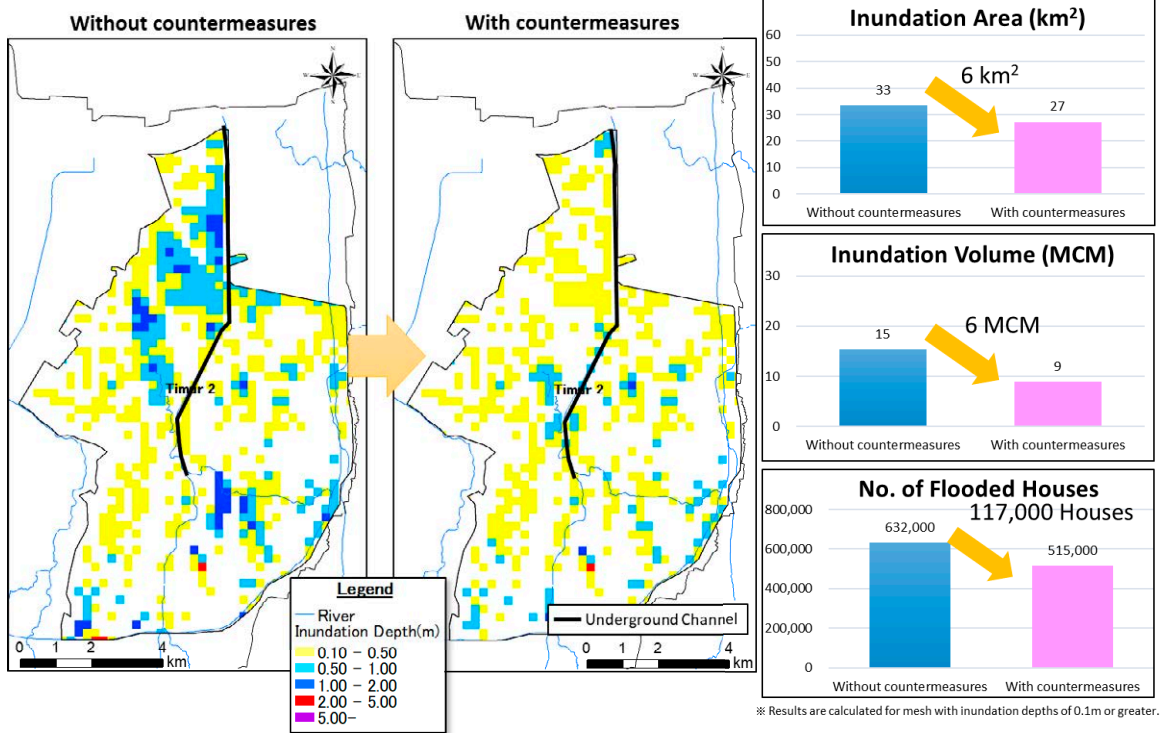 Without countermeasures
With countermeasures
N
W
E
S
N
W
E
S
Timur 2
Timur 2
Legend
River
Inundation Depth(m)
0.10 - 0.50
0.50 - 1.00
1.00 - 2.00
2.00 - 5.00
5.00-
Underground Channel
0 1 2 4
km
0 1 2 4
km
Inundation Area (km²)
60
50
40
30
20
10
0
33
6 km²
27
Without countermeasures
With countermeasures
Inundation Volume (MCM)
30
20
10
0
15
6 MCM
9
Without countermeasures
With countermeasures
No. of Flooded Houses
117,000 Houses
800,000
600,000
400,000
200,000
0
632,000
515,000
Without countermeasures
With countermeasures
※ Results are calculated for mesh with inundation depths of 0.1m or greater.